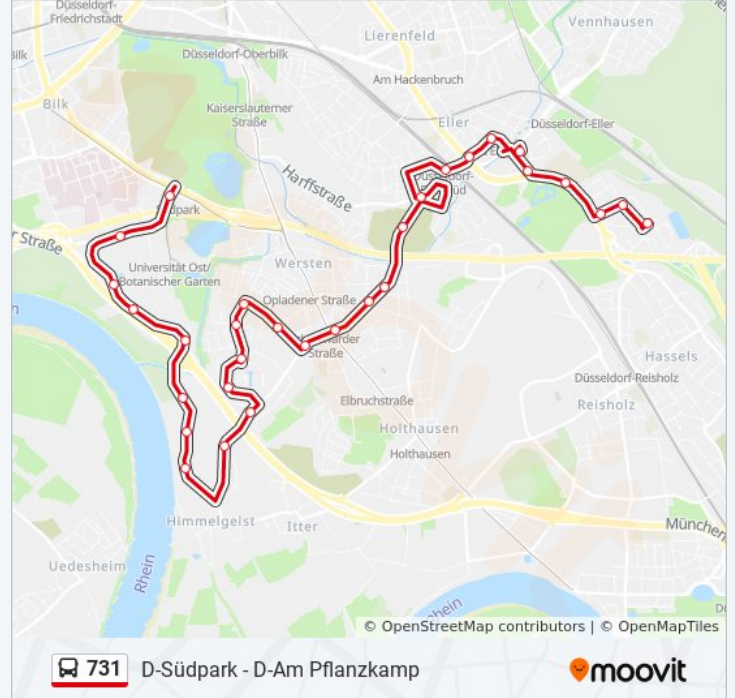 Düsseldorf-
Friedrichstadt
Vennhausen
Lierenfeld
Düsseldorf-Oberbilk
Am Hackenbruch
Bilk
Kaiserslauterner
Straße
Eller
Düsseldorf-Eller
Harffstraße
r Straße
Universität Ost/
Botanischer Garten
Wersten
Opladener Straße
Straße
Hassels
Düsseldorf-Reisholz
Reisholz
Elbruchstraße
Holthausen
Holthausen
Himmelgeist
Itter
München
Uedesheim
Rhein
hein
© OpenStreetMap contributors | © OpenMapTiles
731 D-Südpark - D-Am Pflanzkamp
moovit